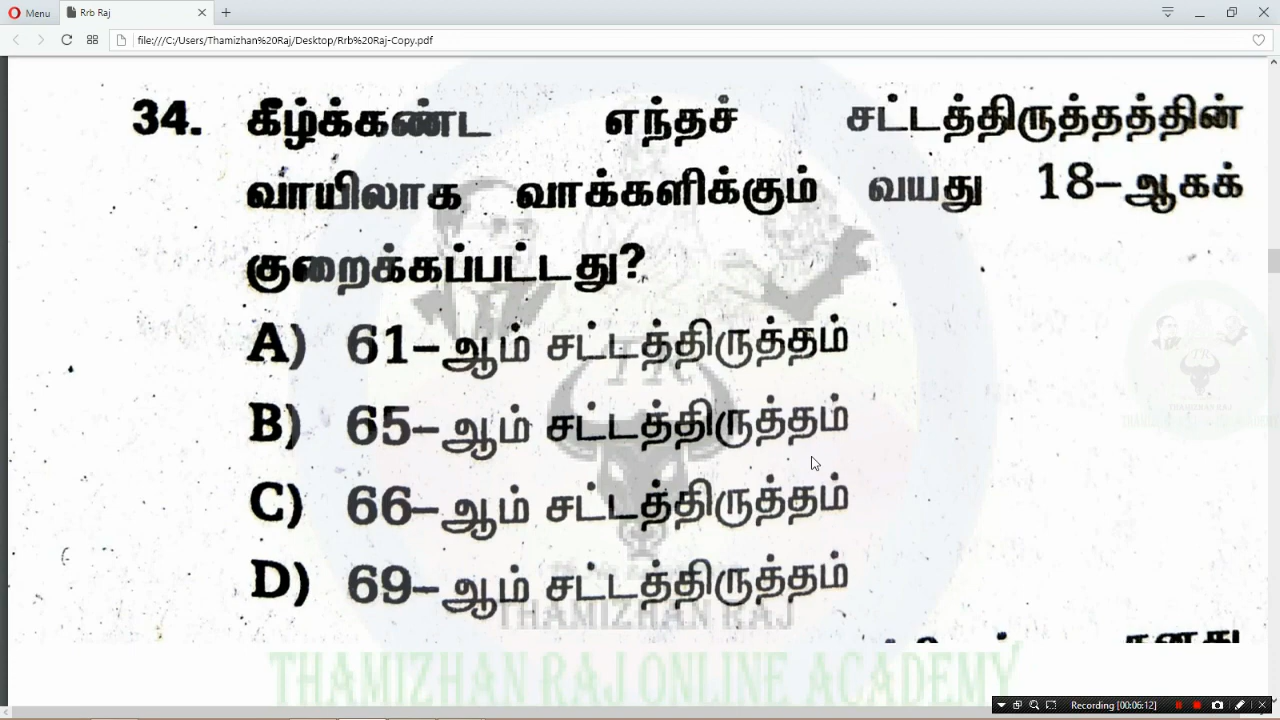 Menu
Rrb Raj
file:///C:/Users/Thamizhan%20Raj/Desktop/Rrb%20Raj-Copy.pdf
34. கீழ்க்கண்ட எந்தச் சட்டத்திருத்தத்தின்
வாயிலாக வாக்களிக்கும் வயது 18-ஆகக்
குறைக்கப்பட்டது?
A) 61-ஆம் சட்டத்திருத்தம்
B) 65-ஆம் சட்டத்திருத்தம்
C) 66-ஆம் சட்டத்திருத்தம்
D) 69-ஆம் சட்டத்திருத்தம்
THAMIZHAN RAJ
THAMIZHAN RAJ ONLINE ACADEMY
Recording [00:06:12]